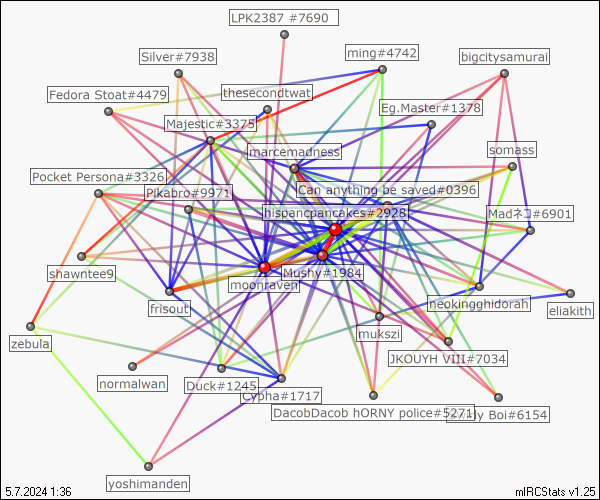 LPK2387 #7690
Silver#7938
ming#4742
bigcitysamurai
Fedora Stoat#4479
thesecondtwat
Eg.Master#1378
Majestic#3375
marcemadness
somass
Pocket Persona#3326
Pikabro#9971
Can anything be saved#0396
hispancpancakes#2928
Madネコ#6901
shawntee9
Mushy#1984
moonraven
frisout
neokingghidorah
eliakith
mukszi
zebula
JKOUYH VIII#7034
normalwan
Duck#1245
Cypha#1717
DacobDacob hORNY police#5271
Boi#6154
yoshimanden
5.7.2024 1:36
mIRCStats v1.25